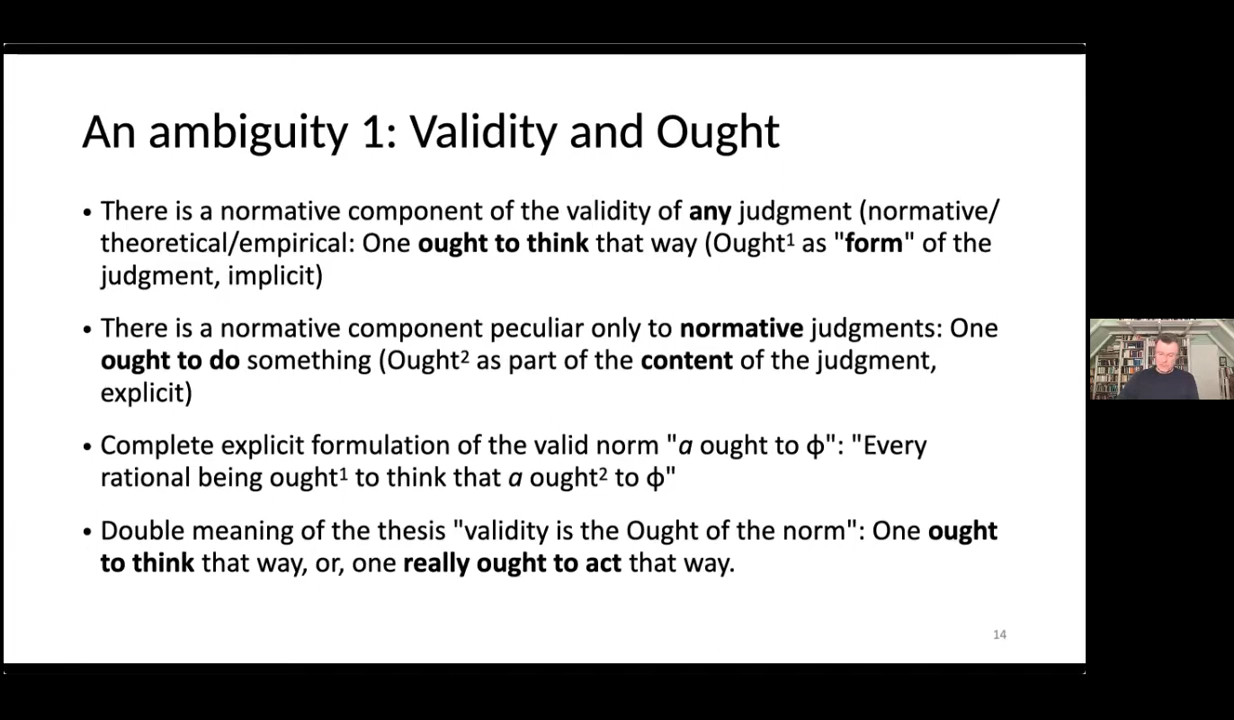 An ambiguity 1: Validity and Ought
• There is a normative component of the validity of any judgment (normative/
theoretical/empirical: One ought to think that way (Ought¹ as "form" of the
judgment, implicit)
• There is a normative component peculiar only to normative judgments: One
ought to do something (Ought² as part of the content of the judgment,
explicit)
• Complete explicit formulation of the valid norm "a ought to ϕ": "Every
rational being ought¹ to think that a ought² to ϕ"
• Double meaning of the thesis "validity is the Ought of the norm": One ought
to think that way, or, one really ought to act that way.
14